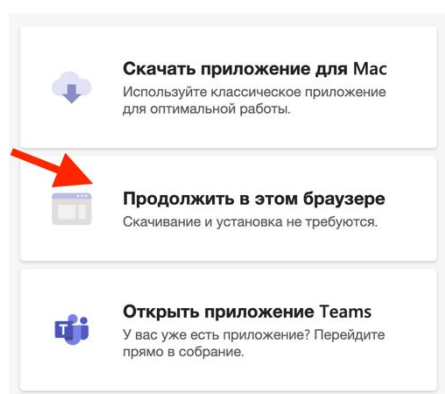 Скачать приложение для Mac
Используйте классическое приложение
для оптимальной работы.
Продолжить в этом браузере
Скачивание и установка не требуются.
Открыть приложение Teams
У вас уже есть приложение? Перейдите
прямо в собрание.